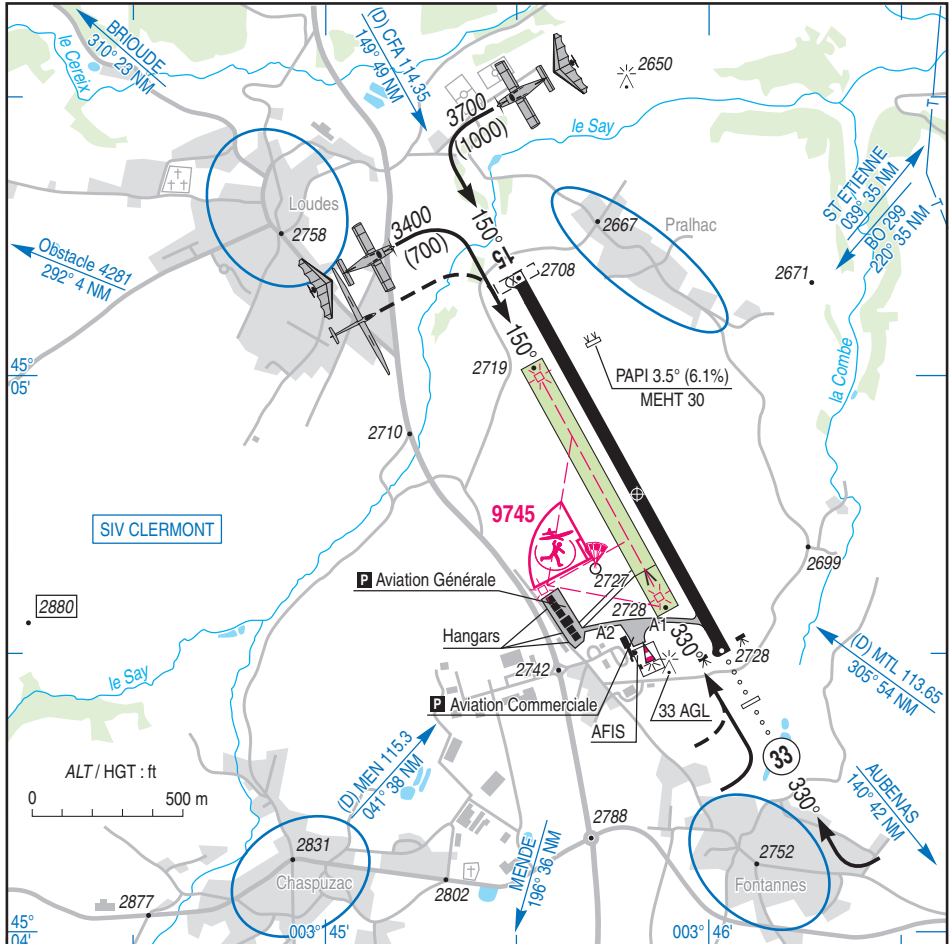 BRIOUDE
310° 23 NM
le Cereix
(D) CFA 114.35
149° 49 NM
2650
3700
(1000)
le Say
ST ETIENNE
039° 35 NM
BO 299
220° 35 NM
T
T
Loudes
2758
3400
(700)
150°
15
2708
2667
Pralhac
2671
Obstacle 4281
292° 4 NM
150°
2719
45°
05'
PAPI 3.5° (6.1%)
MEHT 30
la Combe
2710
SIV CLERMONT
9745
2699
P Aviation Générale
2727
2728
2880
Hangars
A2
A1
330°
2728
(D) MTL 113.65
305° 54 NM
le Say
2742
P Aviation Commerciale
33 AGL
AFIS
33
330°
AUBENAS
140° 42 NM
ALT / HGT : ft
0
500 m
(D) MEN 115.3
041° 38 NM
2788
2831
Chaspuzac
2802
MENDE
196° 36 NM
2752
Fontannes
2877
45°
04'
003° 45'
003° 46'